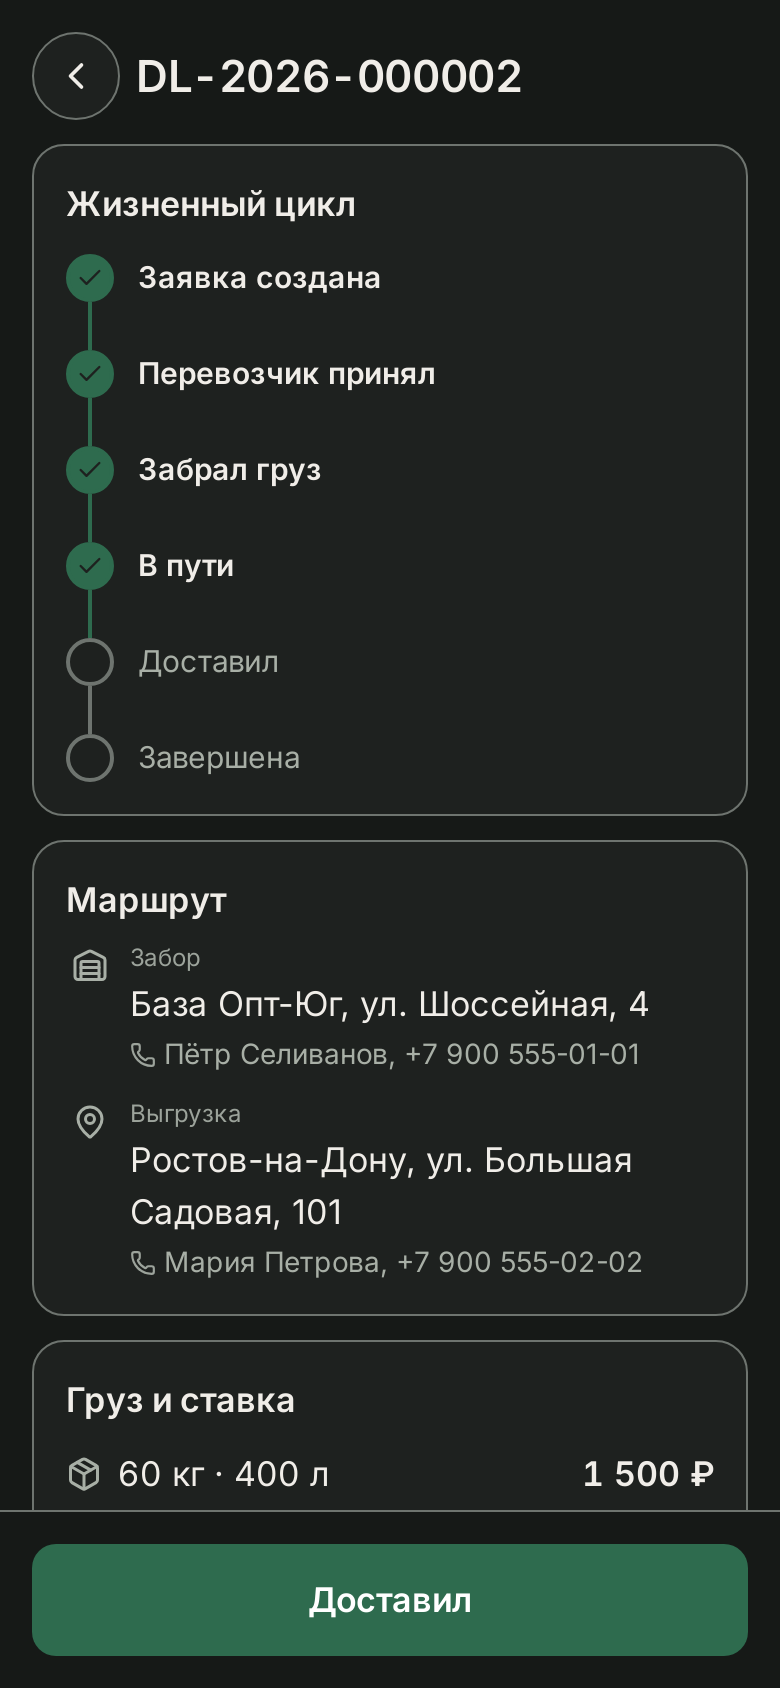 DL-2026-000002
Жизненный цикл
Заявка создана
Перевозчик принял
Забрал груз
В пути
Доставил
Завершена
Маршрут
Забор
База Опт-Юг, ул. Шоссейная, 4
Пётр Селиванов, +7 900 555-01-01
Выгрузка
Ростов-на-Дону, ул. Большая
Садовая, 101
Мария Петрова, +7 900 555-02-02
Груз и ставка
60 кг · 400 л 1 500 ₽
Доставил